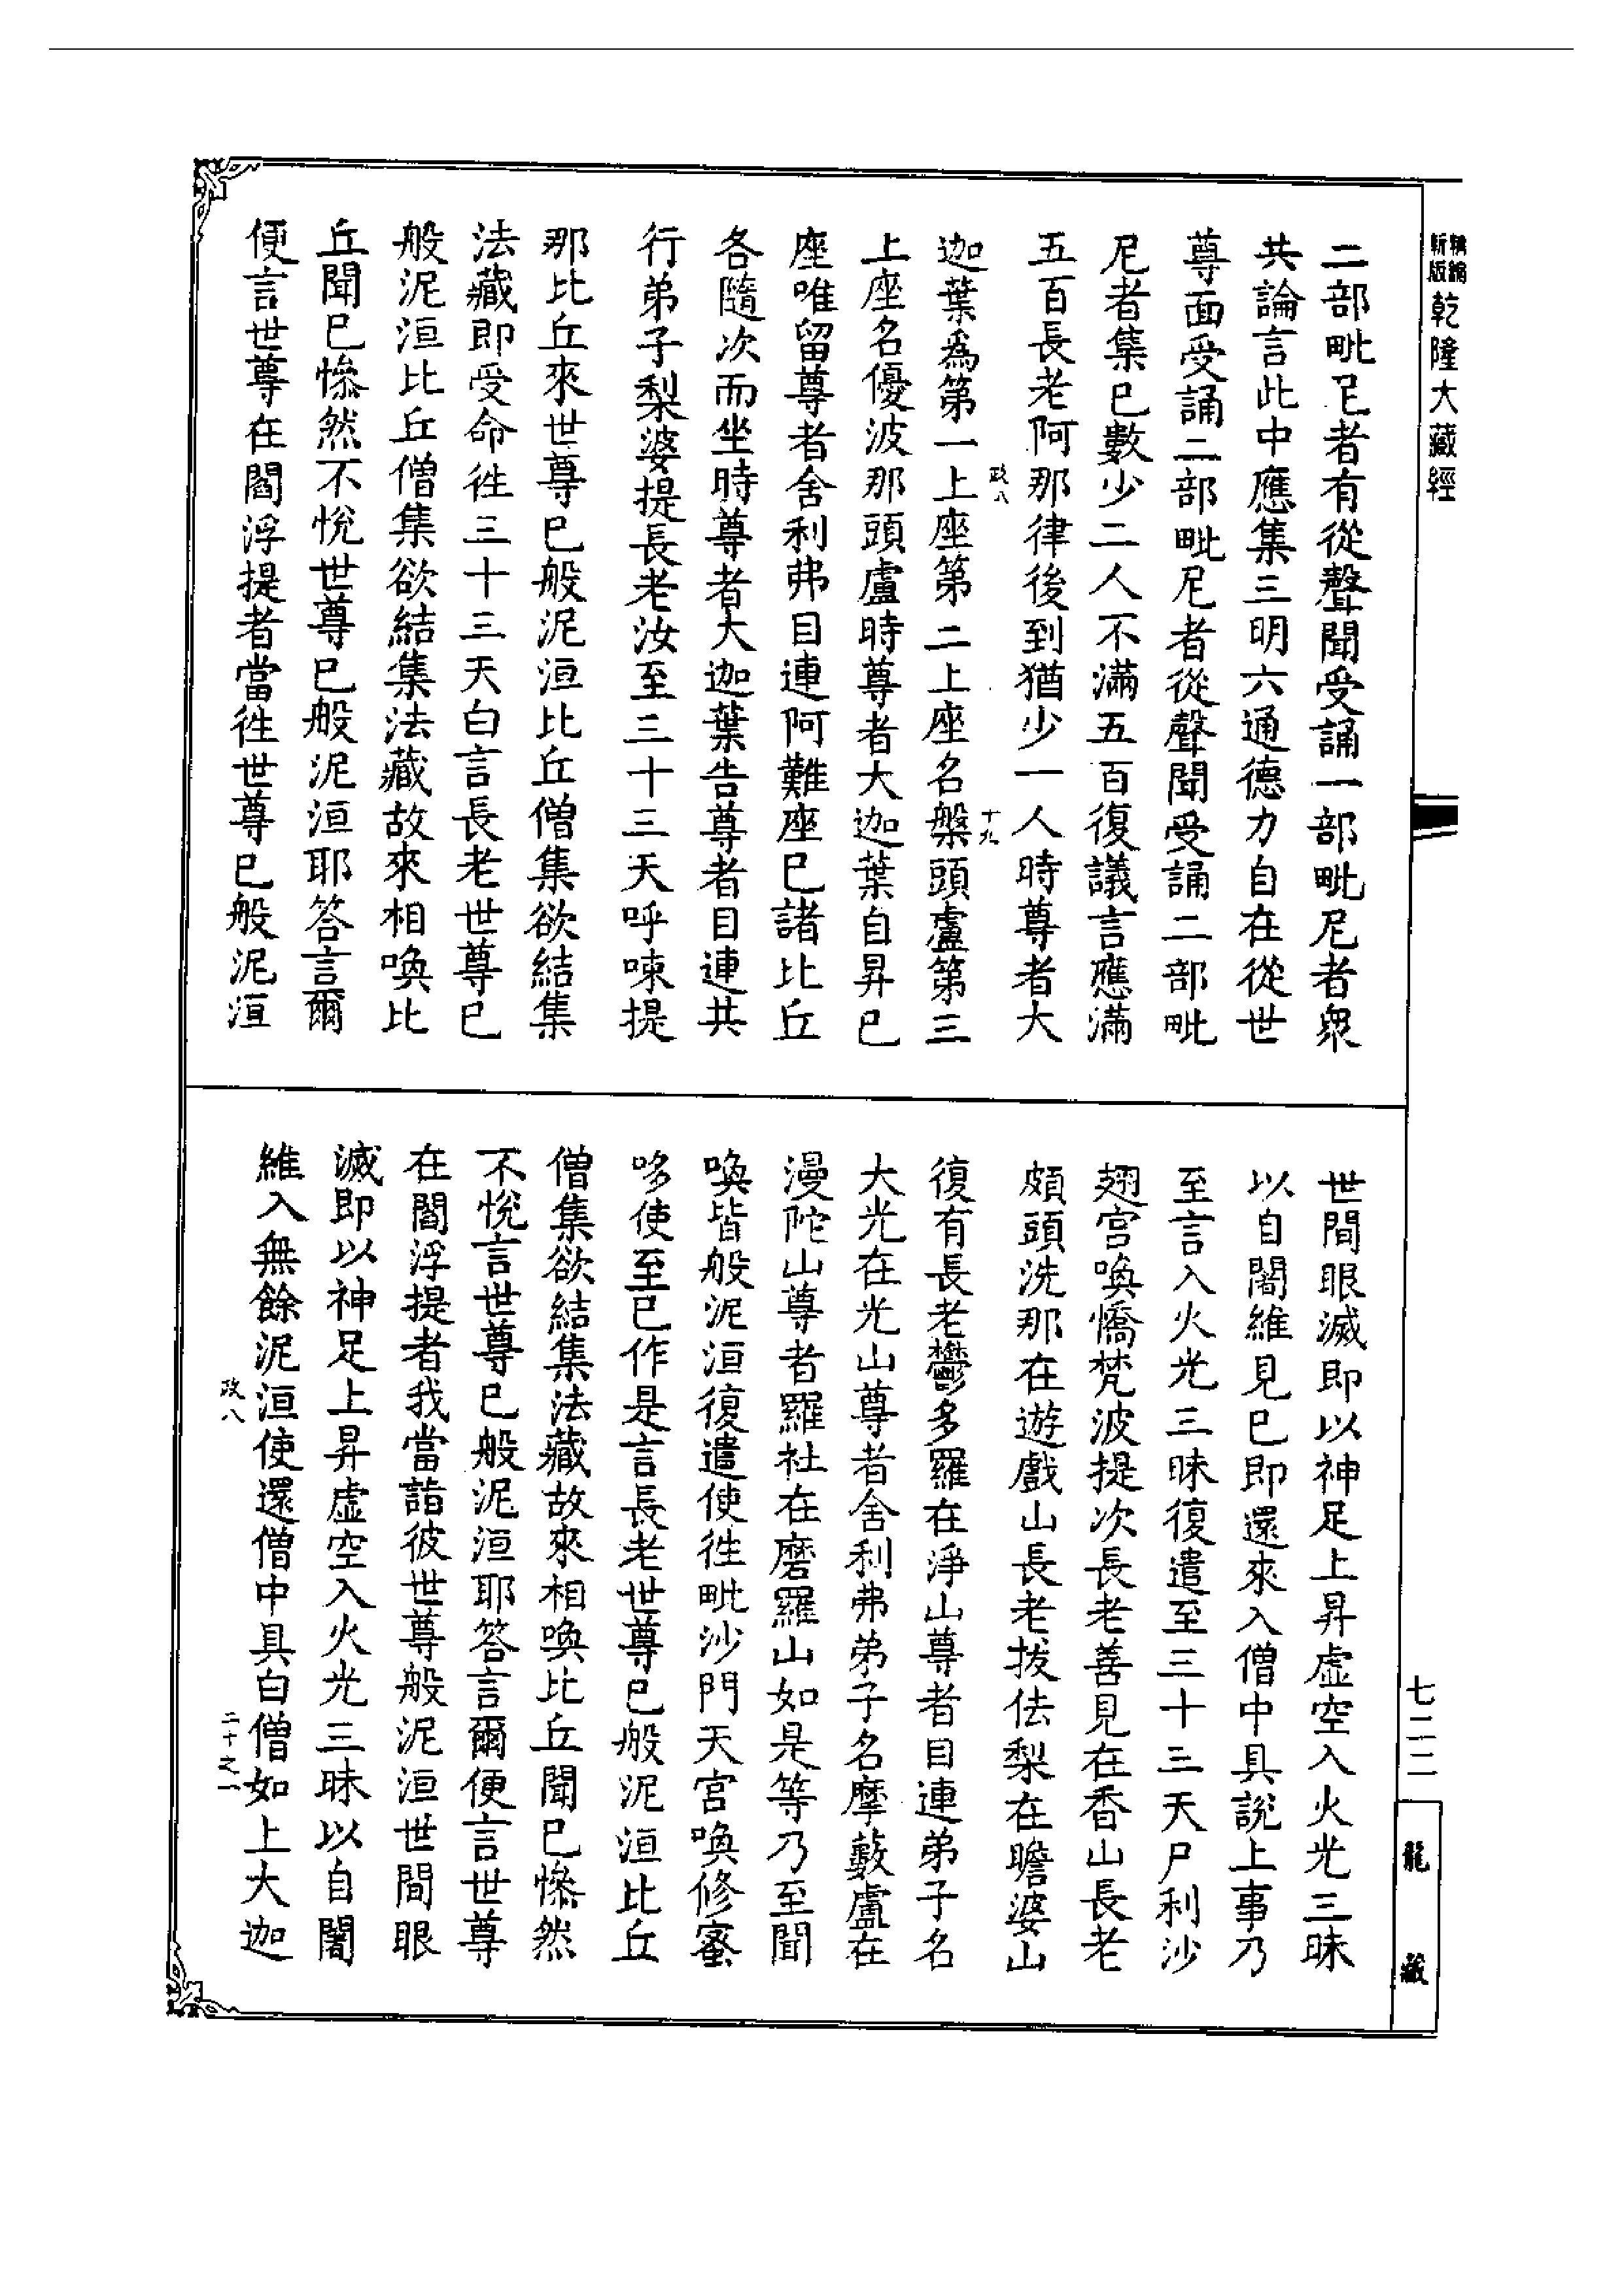 新版精編乾隆大藏經
二部毗尼者有從聲聞受誦一部毗尼者衆
共論言此中應集三明六通德力自在從世
尊面受誦二部毗尼者從聲聞受誦二部毗
尼者集已數少二人不滿五百復議言應滿
五百長老阿那律後到猶少一人時尊者大
政八
十九
迦葉爲第一上座第二上座名槃頭盧第三
上座名優波那頭盧時尊者大迦葉自昇已
座唯留尊者舍利弗目連阿難座已諸比丘
各隨次而坐時尊者大迦葉告尊者目連共
行弟子梨婆提長老汝至三十三天呼唻提
那比丘來世尊已般泥洹比丘僧集欲結集
法藏即受命徃三十三天白言長老世尊已
般泥洹比丘僧集欲結集法藏故來相喚比
丘聞已慘然不悅世尊已般泥洹耶答言爾
便言世尊在閻浮提者當徃世尊已般泥洹
世間眼滅即以神足上昇虛空入火光三昧
以自闍維見已即還來入僧中具說上事乃
至言入火光三昧復遣至三十三天尸利沙
翅宮喚憍梵波提次長老善見在香山長老
頗頭洗那在遊戲山長老拔佉梨在瞻婆山
復有長老鬱多羅在淨山尊者目連弟子名
大光在光山尊者舍利弗弟子名摩藪盧在
漫陀山尊者羅社在磨羅山如是等乃至聞
喚皆般泥洹復遣使徃毗沙門天宮喚修蜜
哆使至已作是言長老世尊已般泥洹比丘
僧集欲結集法藏故來相喚比丘聞已慘然
不悅言世尊已般泥洹耶答言爾便言世尊
在閻浮提者我當詣彼世尊般泥洹世間眼
滅即以神足上昇虛空入火光三昧以自闍
維入無餘泥洹使還僧中具白僧如上大迦
政八
二十之一
七二二
龍藏